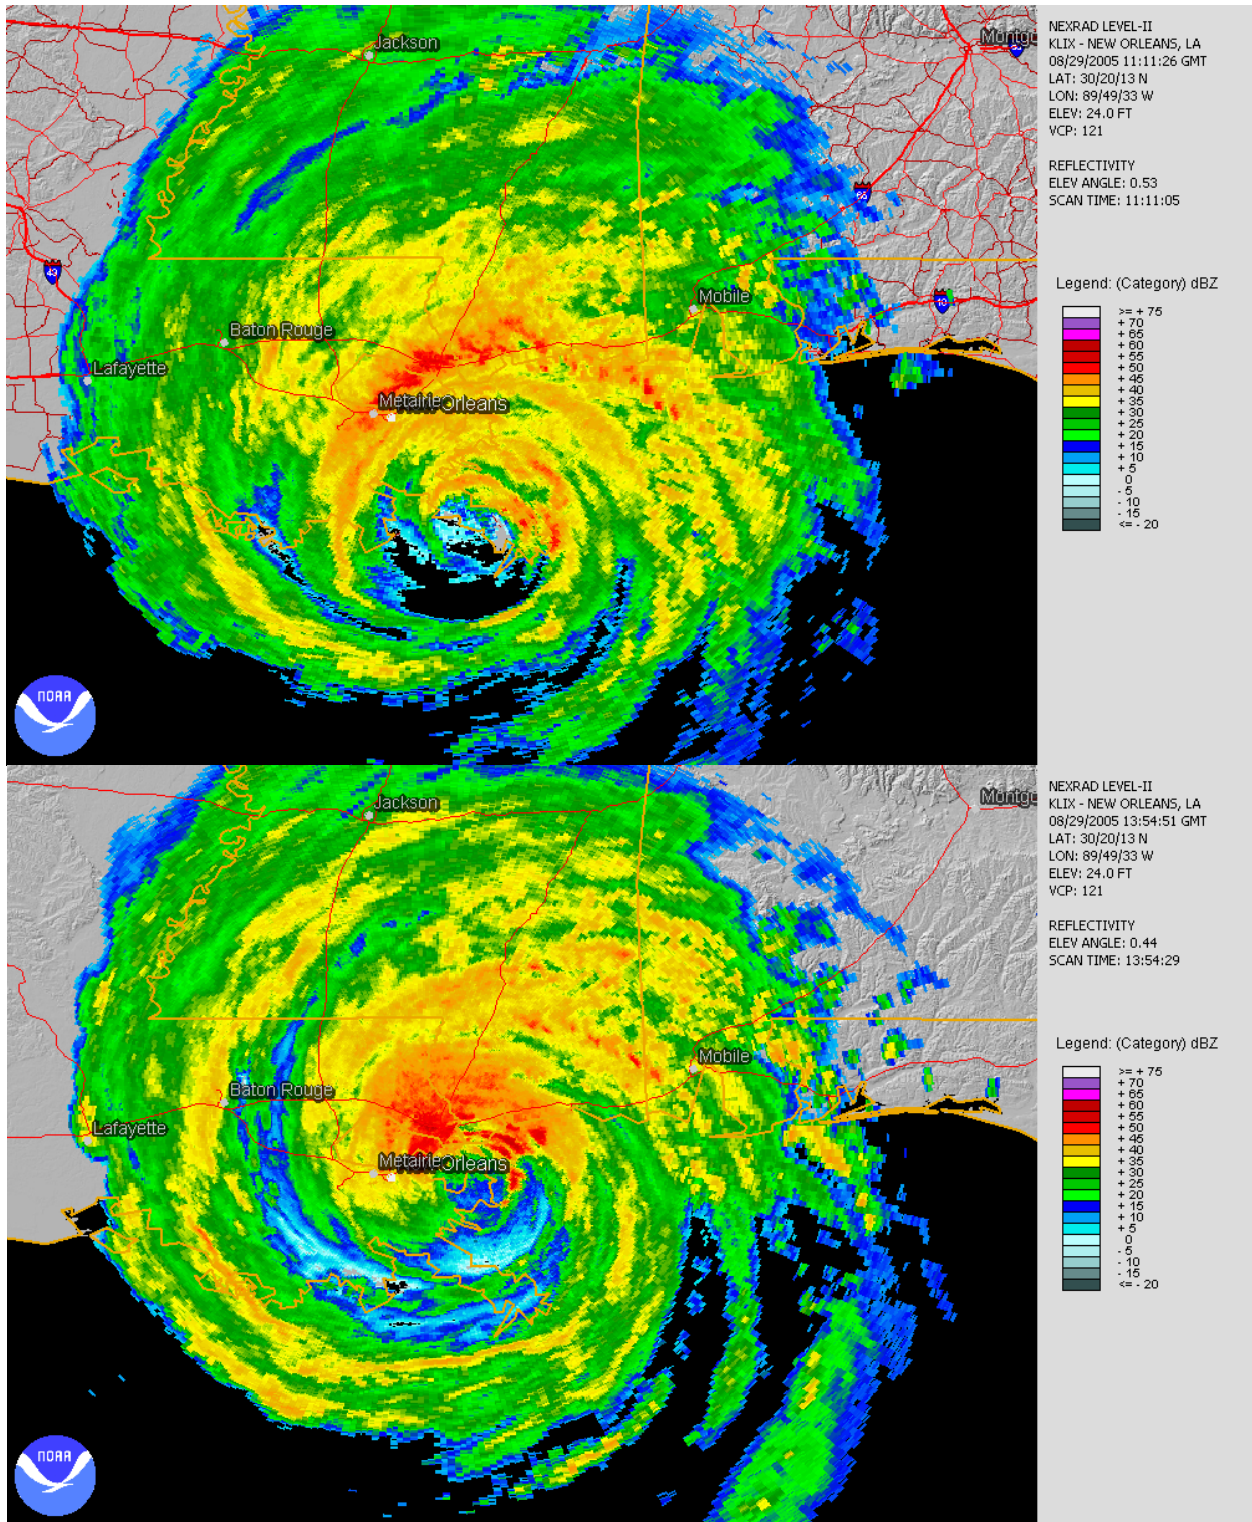 Jackson
Montgo
65
65
49
10
Mobile
Baton Rouge
Lafayette
Metairie
Orleans
NOAA
NEXRAD LEVEL-II
KLIX - NEW ORLEANS, LA
08/29/2005 11:11:26 GMT
LAT: 30/20/13 N
LON: 89/49/33 W
ELEV: 24.0 FT
VCP: 121
REFLECTIVITY
ELEV ANGLE: 0.53
SCAN TIME: 11:11:05
Legend: (Category) dBZ
>= + 75
+ 70
+ 65
+ 60
+ 55
+ 50
+ 45
+ 40
+ 35
+ 30
+ 25
+ 20
+ 15
+ 10
+ 5
0
- 5
- 10
- 15
<= - 20
Jackson
Montgo
Mobile
Baton Rouge
Lafayette
Metairie
Orleans
NOAA
NEXRAD LEVEL-II
KLIX - NEW ORLEANS, LA
08/29/2005 13:54:51 GMT
LAT: 30/20/13 N
LON: 89/49/33 W
ELEV: 24.0 FT
VCP: 121
REFLECTIVITY
ELEV ANGLE: 0.44
SCAN TIME: 13:54:29
Legend: (Category) dBZ
>= + 75
+ 70
+ 65
+ 60
+ 55
+ 50
+ 45
+ 40
+ 35
+ 30
+ 25
+ 20
+ 15
+ 10
+ 5
0
- 5
- 10
- 15
<= - 20